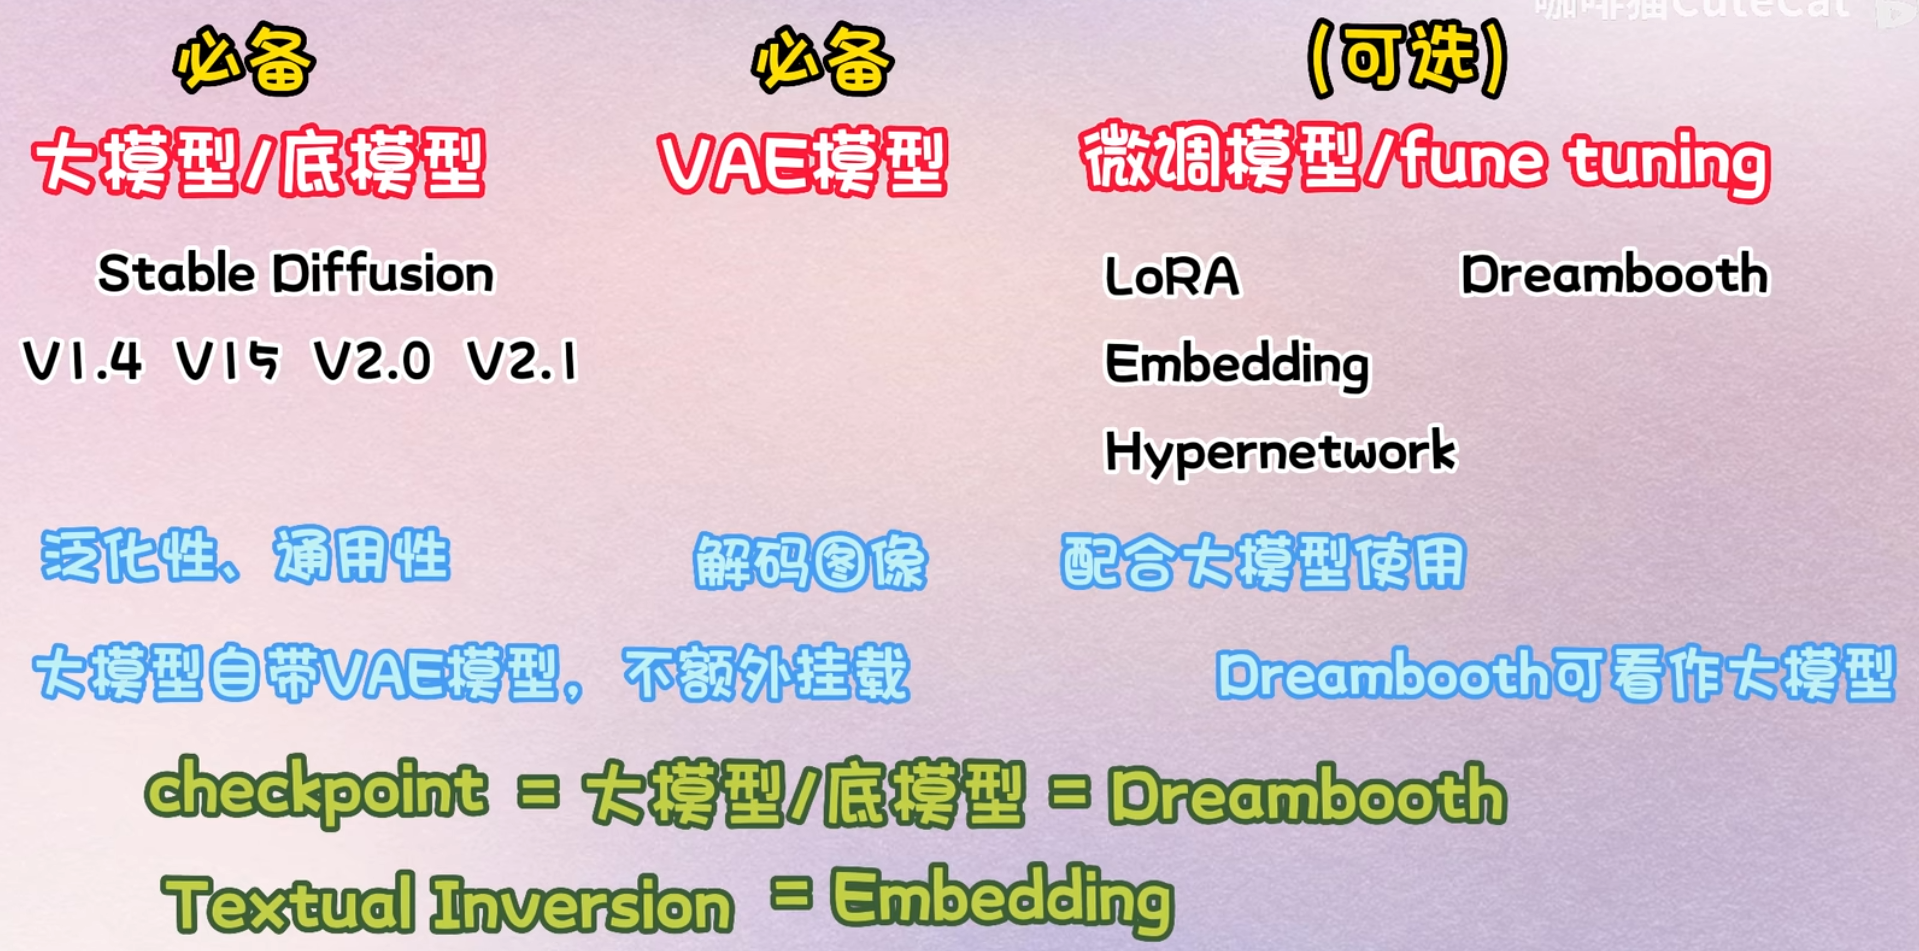 咖啡猫CuteCat
必备 必备 (可选)
大模型/底模型 VAE模型 微调模型/fune tuning
Stable Diffusion LoRA Dreambooth
V1.4 V15 V2.0 V2.1 Embedding
Hypernetwork
泛化性、通用性 解码图像 配合大模型使用
大模型自带VAE模型，不额外挂载 Dreambooth可看作大模型
checkpoint = 大模型/底模型 = Dreambooth
Textual Inversion = Embedding